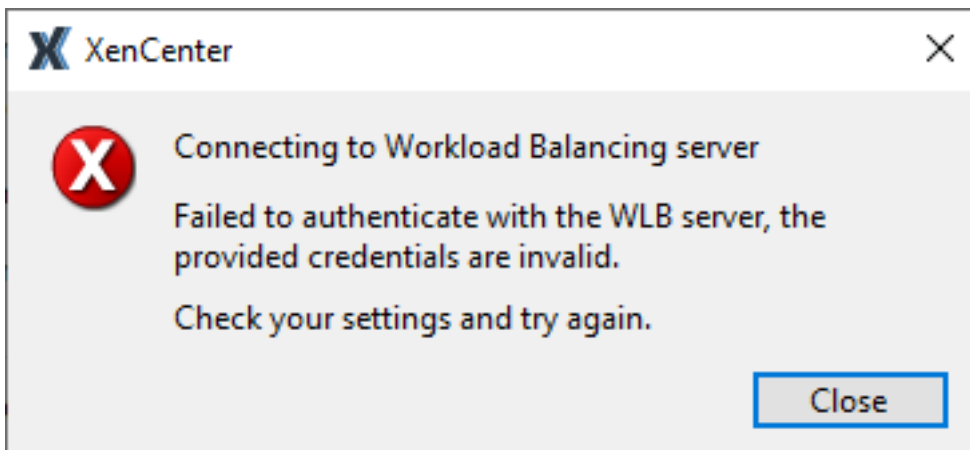 XenCenter
Connecting to Workload Balancing server
Failed to authenticate with the WLB server, the
provided credentials are invalid.
Check your settings and try again.
Close